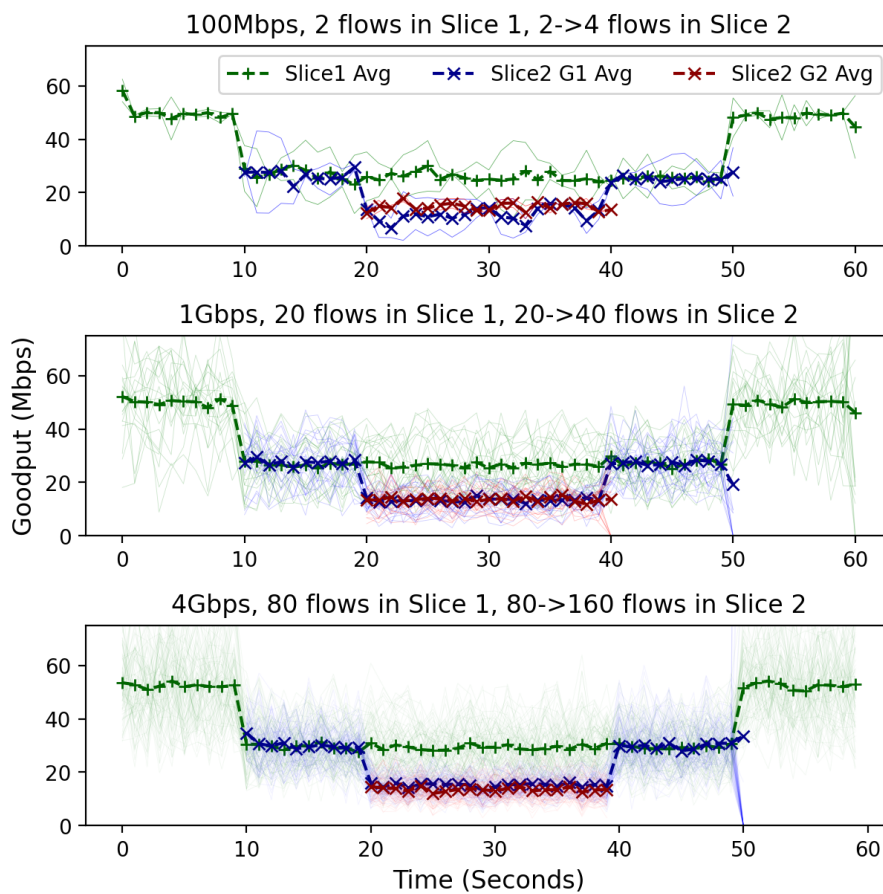 100Mbps, 2 flows in Slice 1, 2->4 flows in Slice 2
Slice1 Avg Slice2 G1 Avg Slice2 G2 Avg
60
40
20
0
0 10 20 30 40 50 60
1Gbps, 20 flows in Slice 1, 20->40 flows in Slice 2
Goodput (Mbps)
60
40
20
0
0 10 20 30 40 50 60
4Gbps, 80 flows in Slice 1, 80->160 flows in Slice 2
60
40
20
0
0 10 20 30 40 50 60
Time (Seconds)